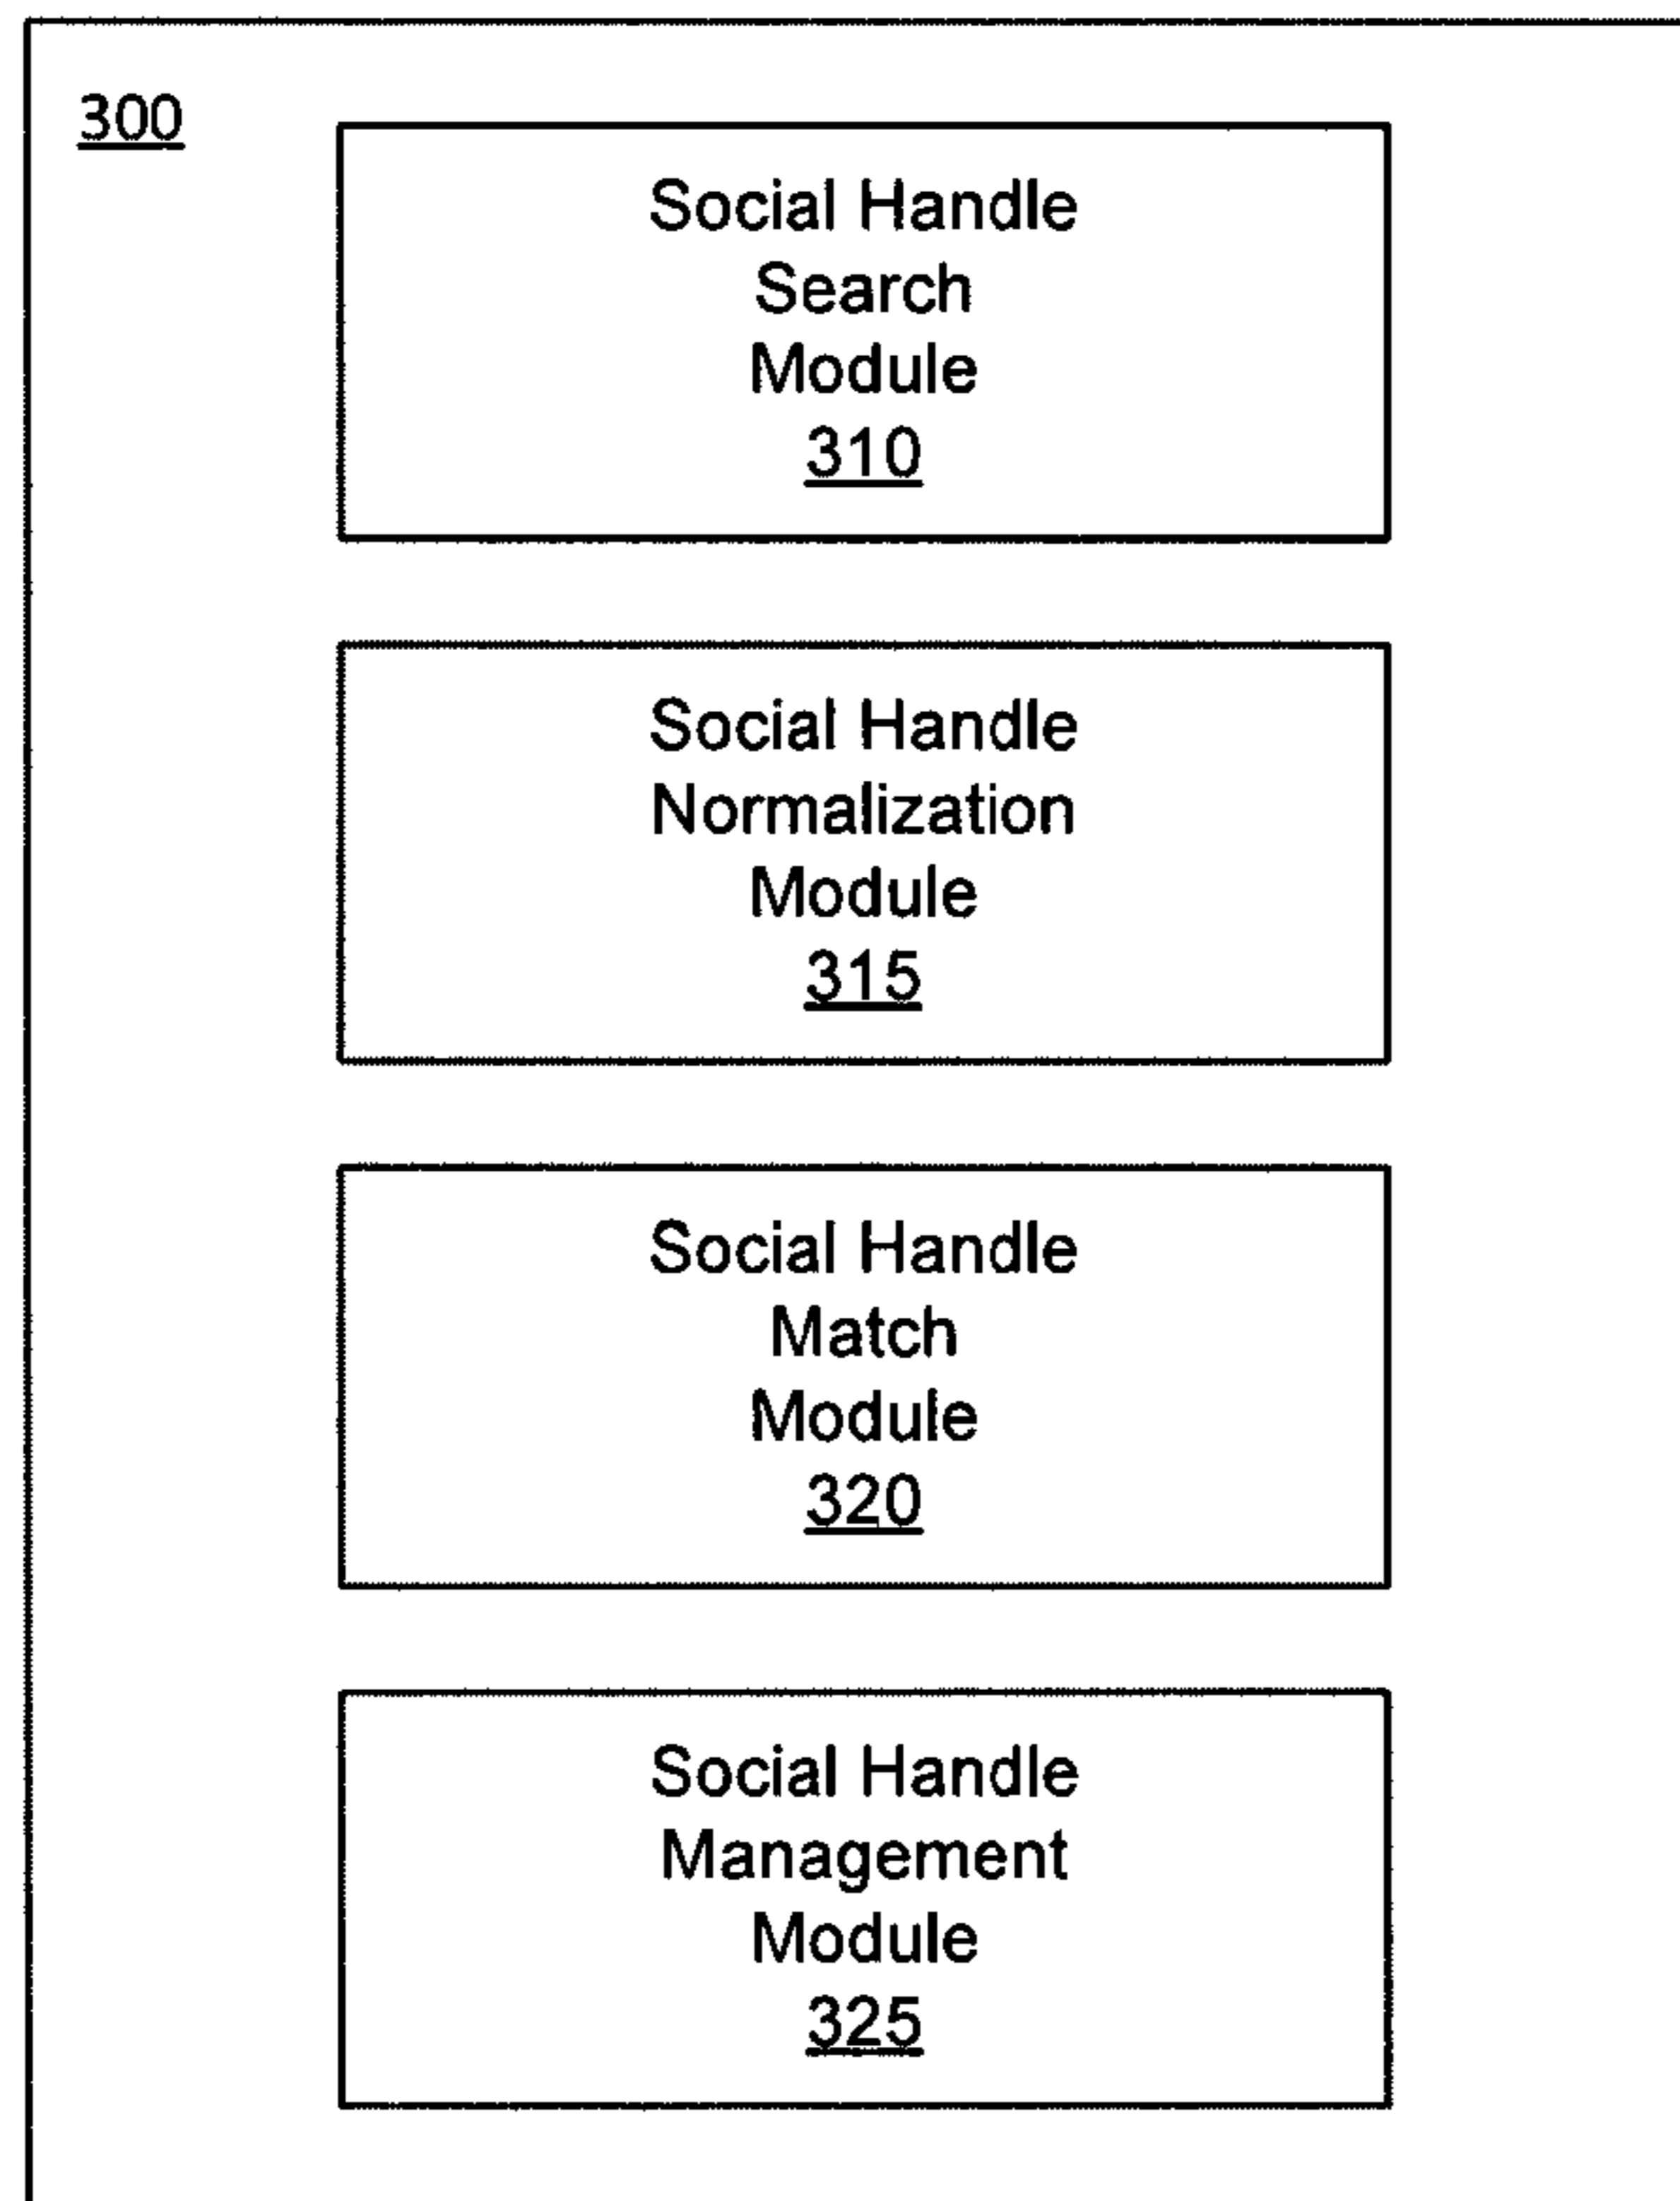 300
Social Handle
Search
Module
310
Social Handle
Normalization
Module
315
Social Handle
Match
Module
320
Social Handle
Management
Module
325